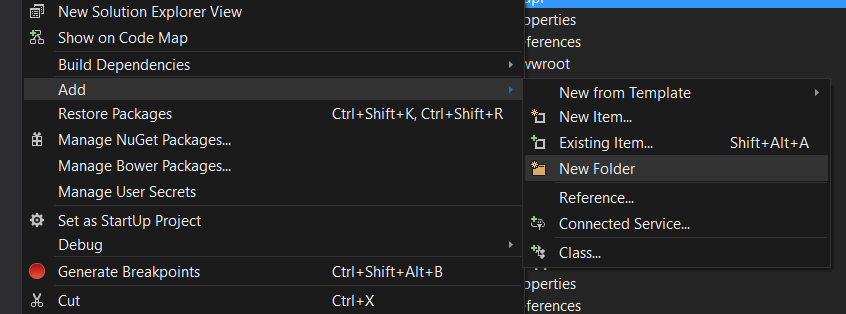 New Solution Explorer View
Show on Code Map
Build Dependencies
Add
Restore Packages Ctrl+Shift+K, Ctrl+Shift+R
Manage NuGet Packages...
Manage Bower Packages...
Manage User Secrets
Set as StartUp Project
Debug
Generate Breakpoints Ctrl+Shift+Alt+B
Cut Ctrl+X
operties
ferences
wwroot
New from Template
New Item...
Existing Item... Shift+Alt+A
New Folder
Reference...
Connected Service...
Class...
operties
ferences